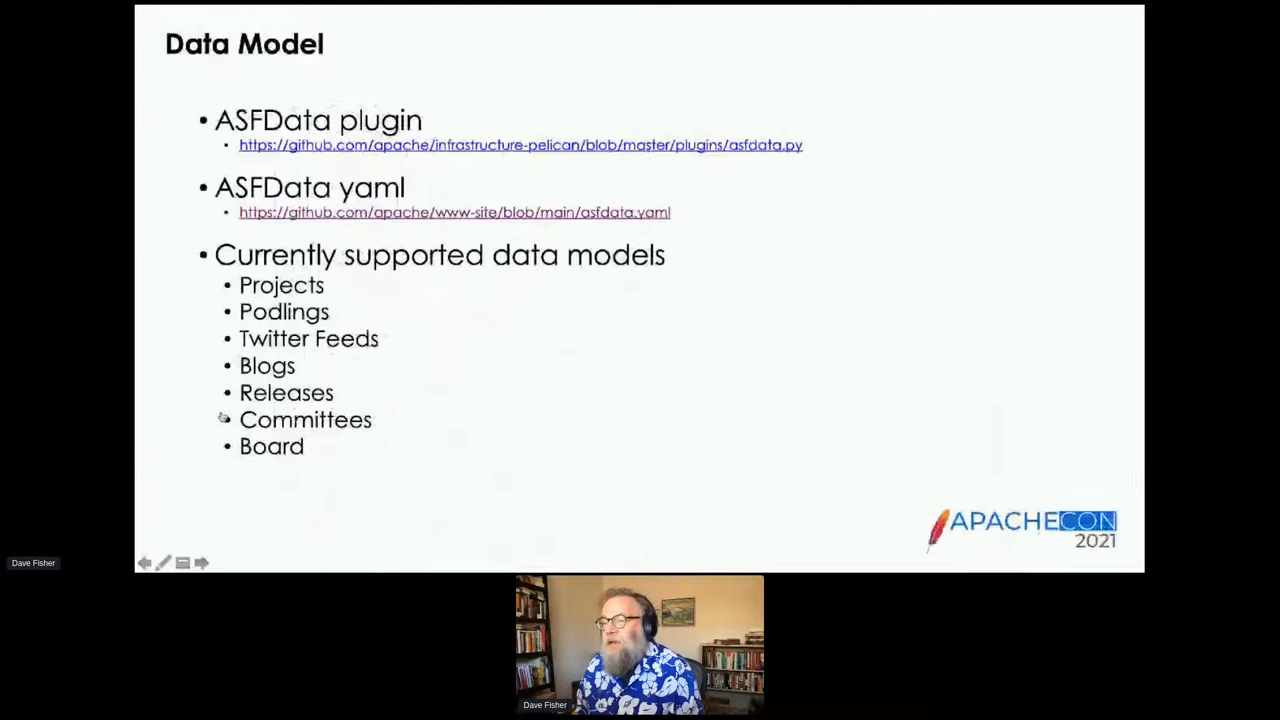 Data Model
• ASFData plugin
• https://github.com/apache/infrastructure-pelican/blob/master/plugins/asfdata.py
• ASFData yaml
• https://github.com/apache/www-site/blob/main/asfdata.yaml
• Currently supported data models
• Projects
• Podlings
• Twitter Feeds
• Blogs
• Releases
• Committees
• Board
APACHECON
2021
Dave Fisher
Dave Fisher